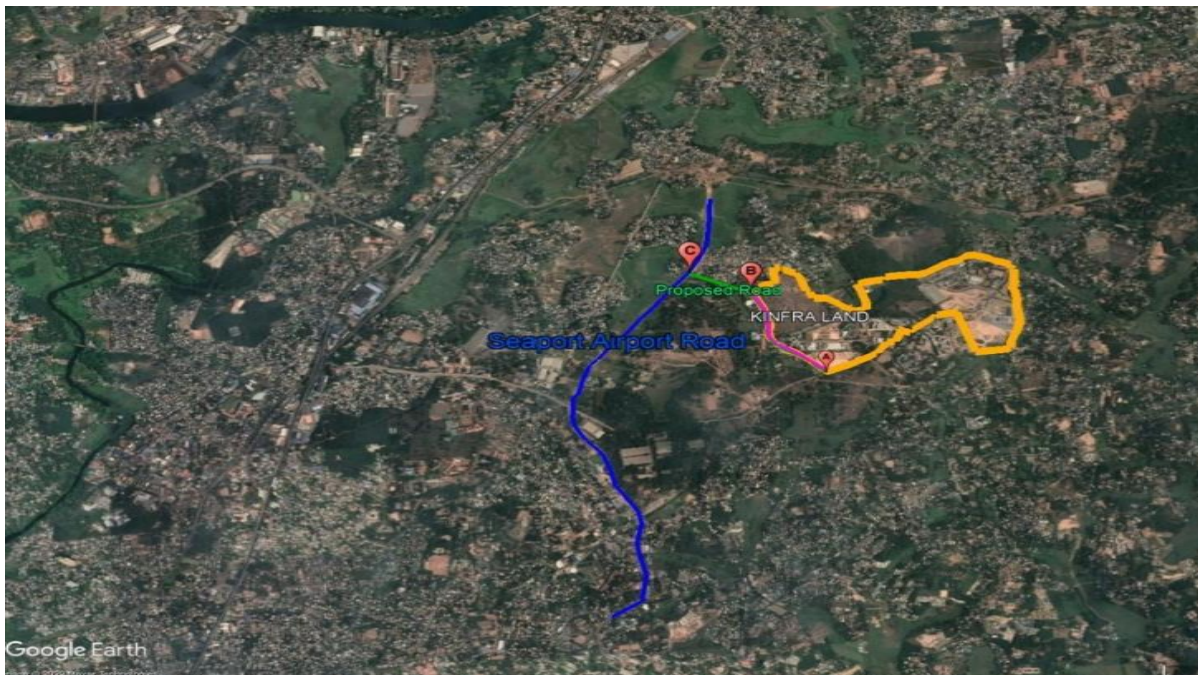 C
B
Proposed Road
KINFRA LAND
Seaport Airport Road
A
Google Earth